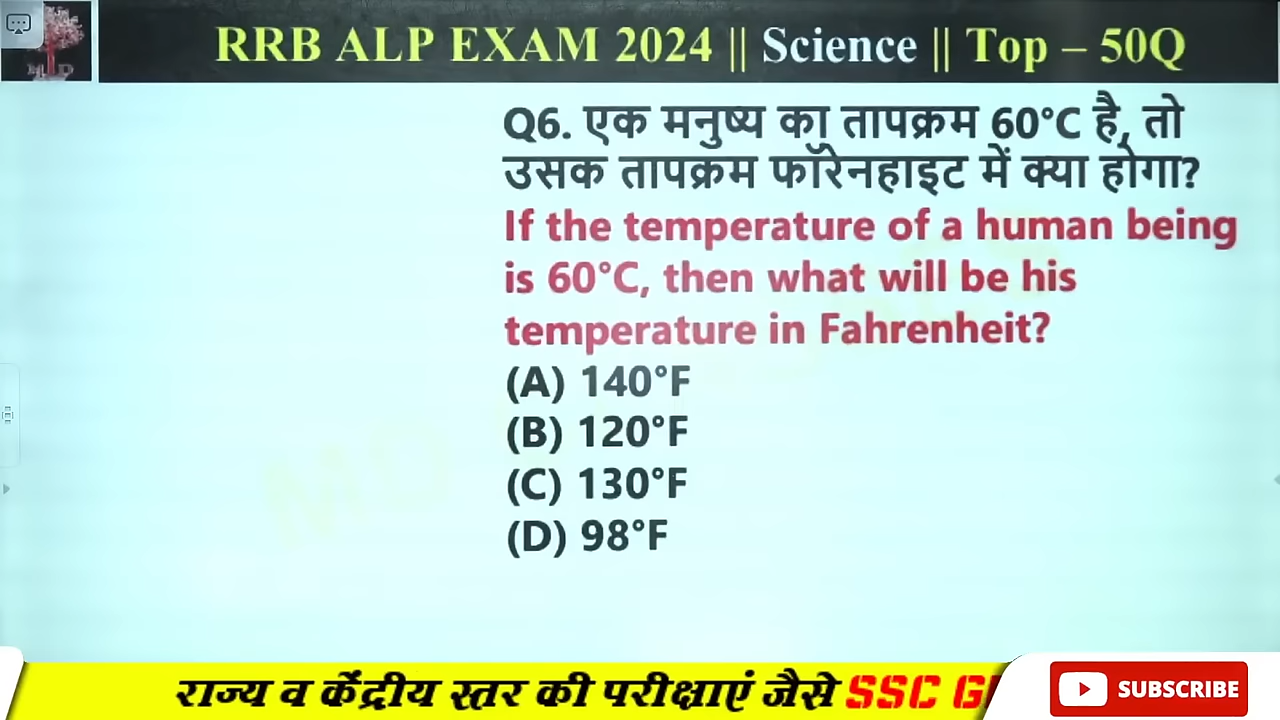 RRB ALP EXAM 2024 || Science || Top – 50Q
Q6. एक मनुष्य का तापक्रम 60°C है, तो
उसक तापक्रम फॉरेनहाइट में क्या होगा?
If the temperature of a human being
is 60°C, then what will be his
temperature in Fahrenheit?
(A) 140°F
(B) 120°F
(C) 130°F
(D) 98°F
राज्य व केंद्रीय स्तर की परीक्षाएं जैसे SSC
SUBSCRIBE